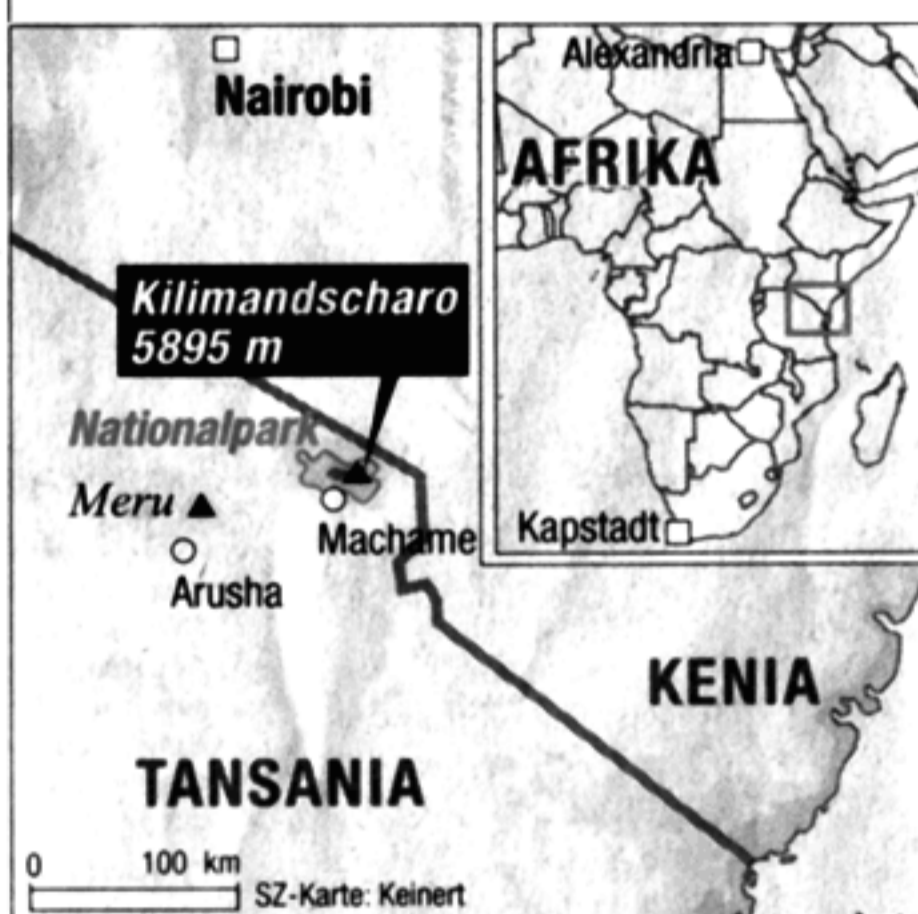 Nairobi
Kilimandscharo
5895 m
Nationalpark
Meru
Machame
Arusha
TANSANIA
KENIA
0 100 km
SZ-Karte: Keinert
Alexandria
AFRIKA
Kapstadt